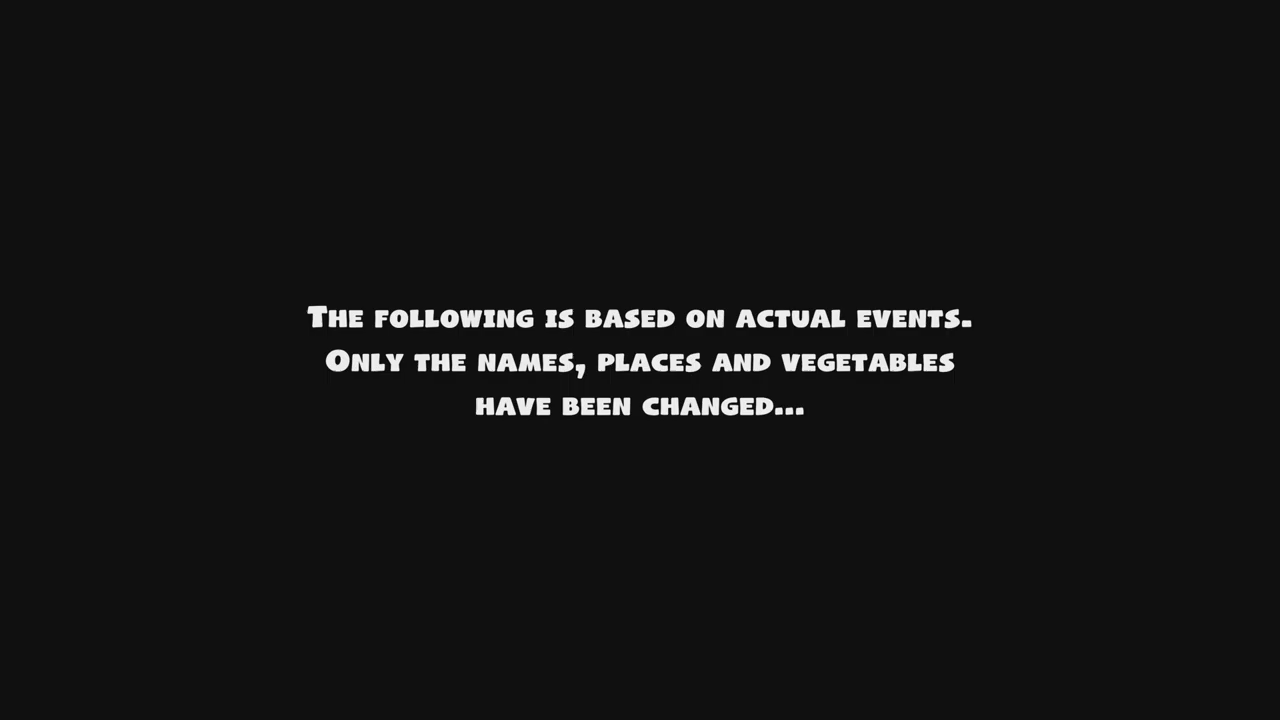 The following is based on actual events.
Only the names, places and vegetables
have been changed...